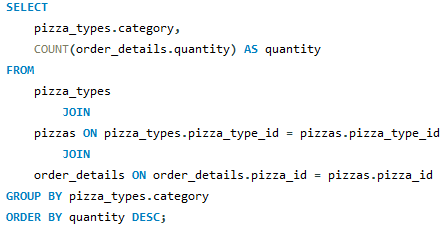 SELECT
    pizza_types.category,
    COUNT(order_details.quantity) AS quantity
FROM
    pizza_types
        JOIN
    pizzas ON pizza_types.pizza_type_id = pizzas.pizza_type_id
        JOIN
    order_details ON order_details.pizza_id = pizzas.pizza_id
GROUP BY pizza_types.category
ORDER BY quantity DESC;